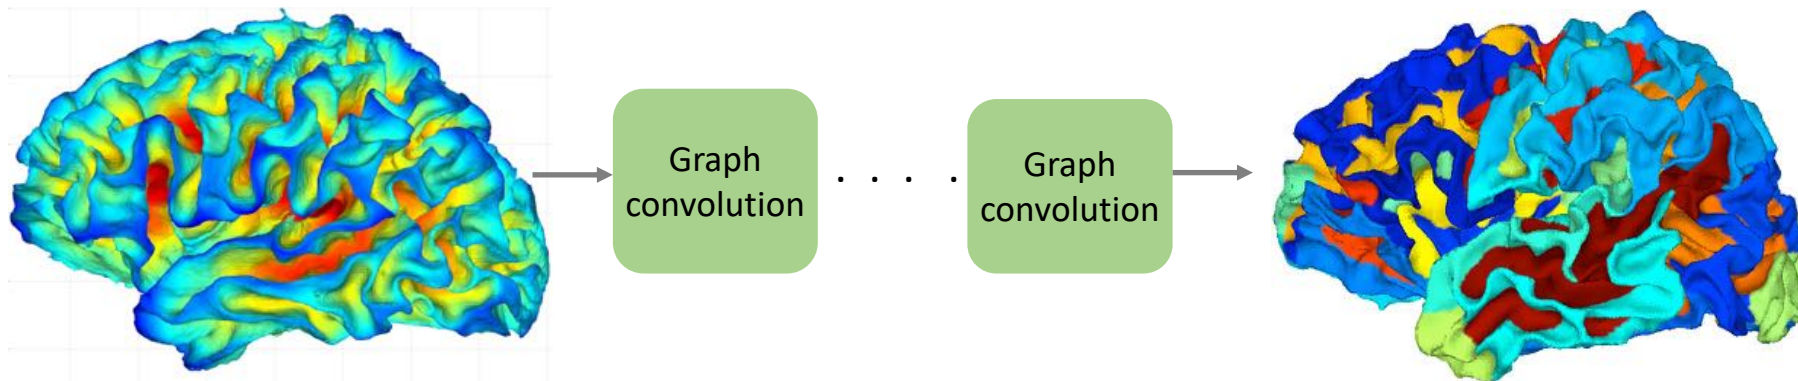 Graph
convolution
. . . .
Graph
convolution